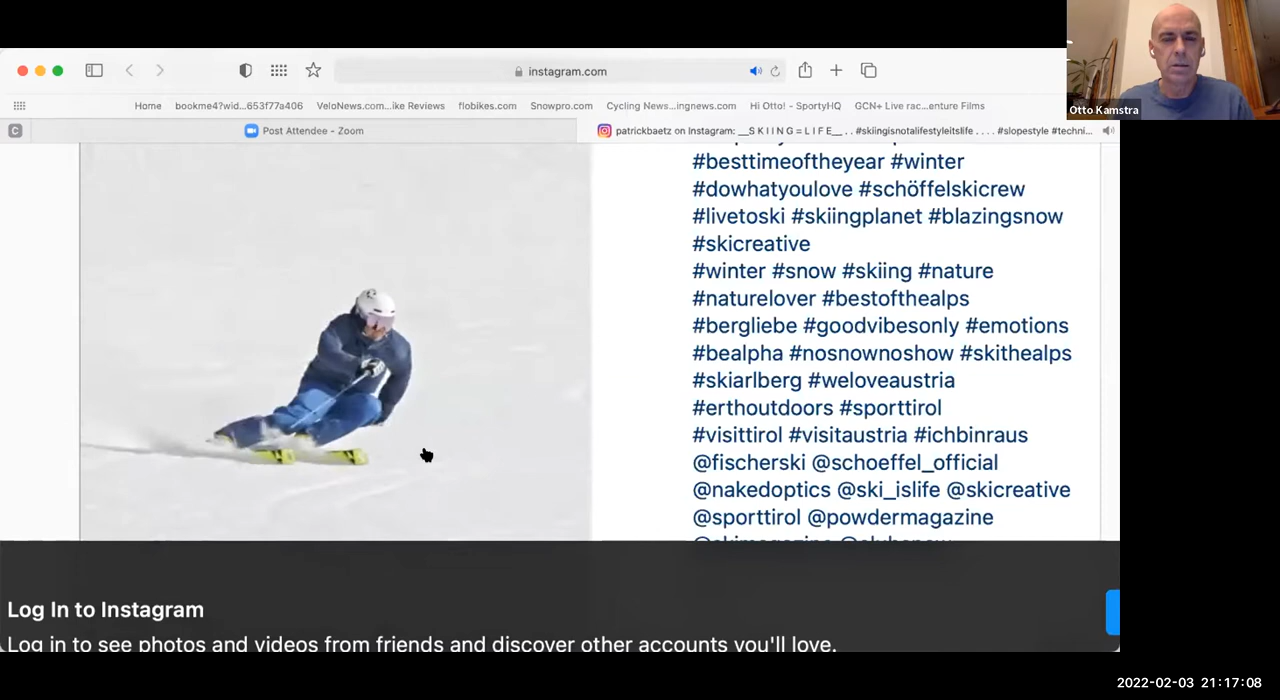 instagram.com
Home bookme4?wid...653f77a406 VeloNews.com...ike Reviews flobikes.com Snowpro.com Cycling News...ingnews.com Hi Otto! - SportyHQ GCN+ Live rac...enture Films
C Post Attendee - Zoom patrickbaetz on Instagram: __S K I I N G = L I F E__ . . #skiingisnotalifestyleitslife . . . . #slopestyle #techni...
Otto Kamstra
#besttimeoftheyear #winter
#dowhatyoulove #schöffelskicrew
#livetoski #skiingplanet #blazingsnow
#skicreative
#winter #snow #skiing #nature
#naturelover #bestofthealps
#bergliebe #goodvibesonly #emotions
#bealpha #nosnownoshow #skithealps
#skiarlberg #weloveaustria
#erthoutdoors #sporttirol
#visittirol #visitaustria #ichbinraus
@fischerski @schoeffel_official
@nakedoptics @ski_islife @skicreative
@sporttirol @powdermagazine
Log In to Instagram
Log in to see photos and videos from friends and discover other accounts you'll love.
2022-02-03 21:17:08